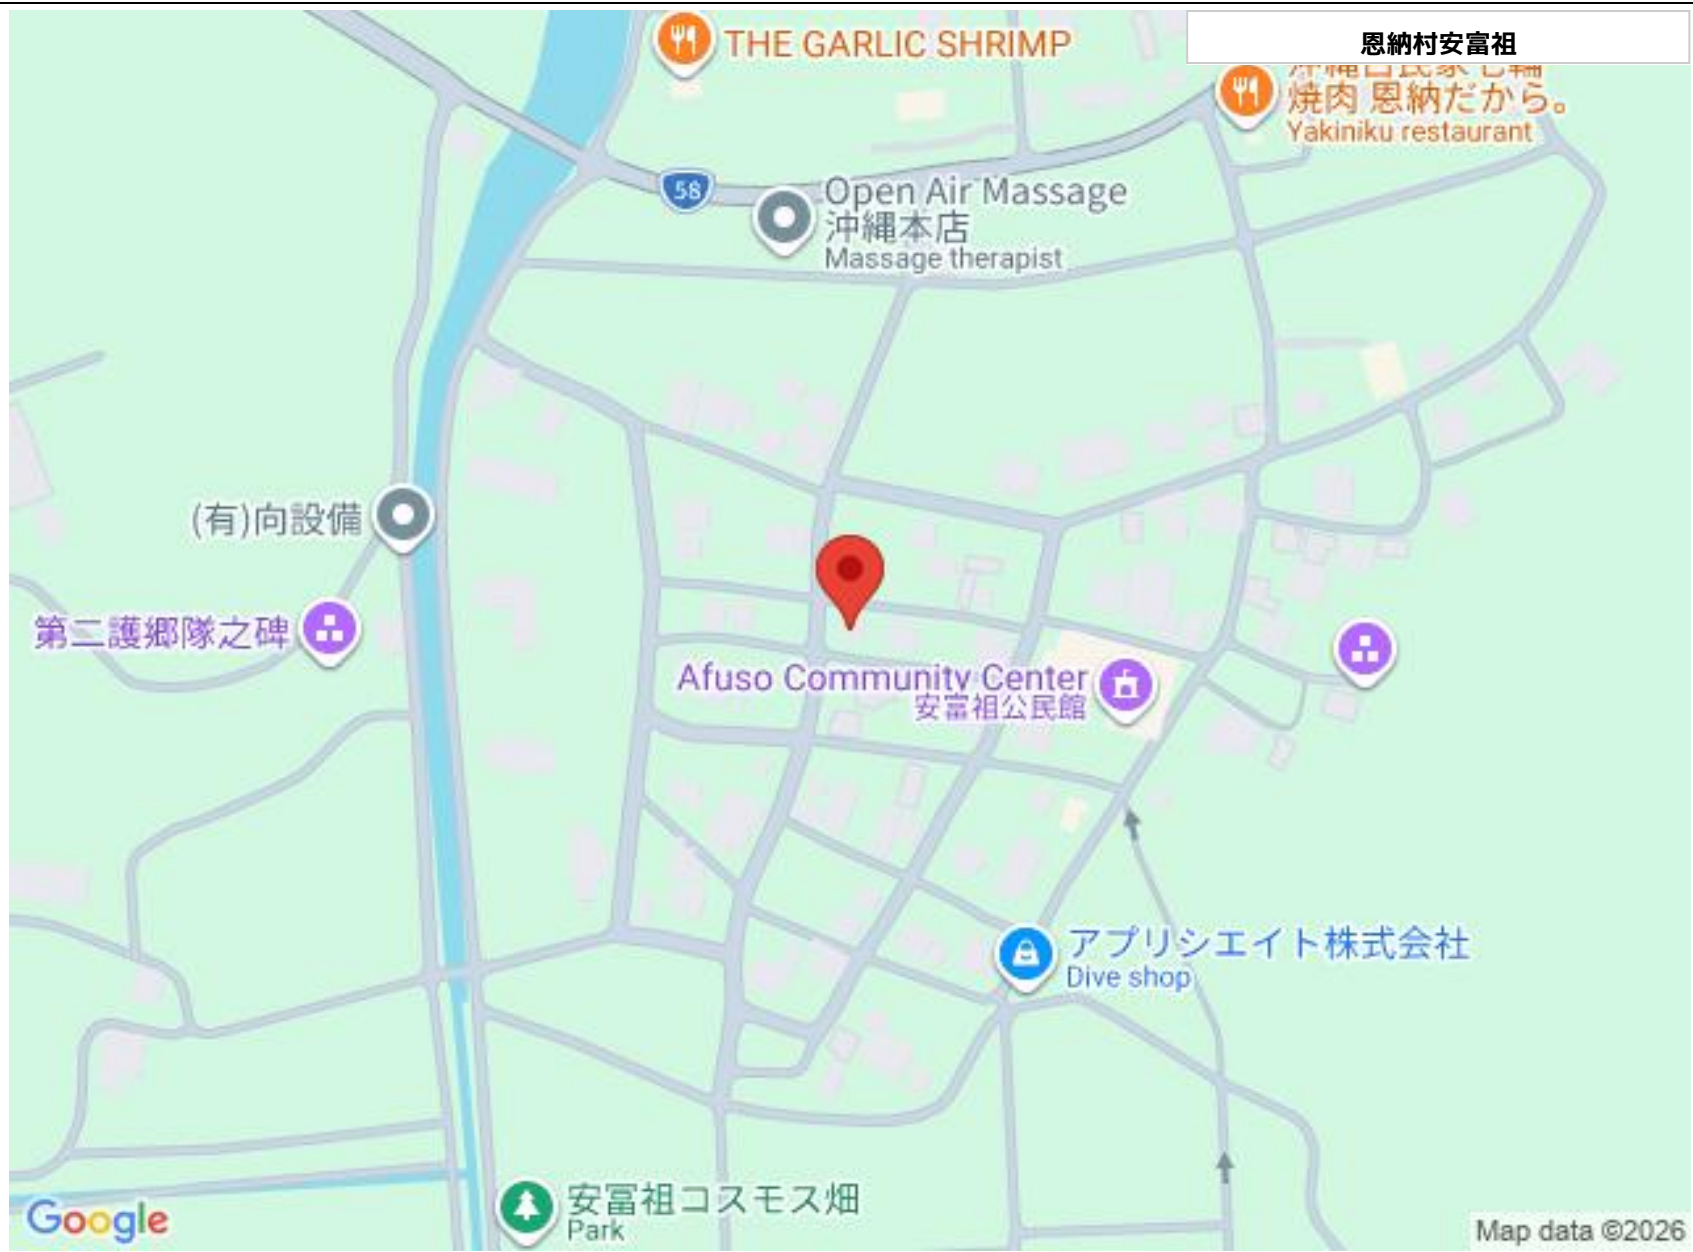 恩納村安富祖
THE GARLIC SHRIMP
焼肉 恩納だから。
Yakiniku restaurant
58
Open Air Massage
沖縄本店
Massage therapist
(有)向設備
第二護郷隊之碑
Afuso Community Center
安富祖公民館
アプリシエイト株式会社
Dive shop
安冨祖コスモス畑
Park
Google
Map data ©2026